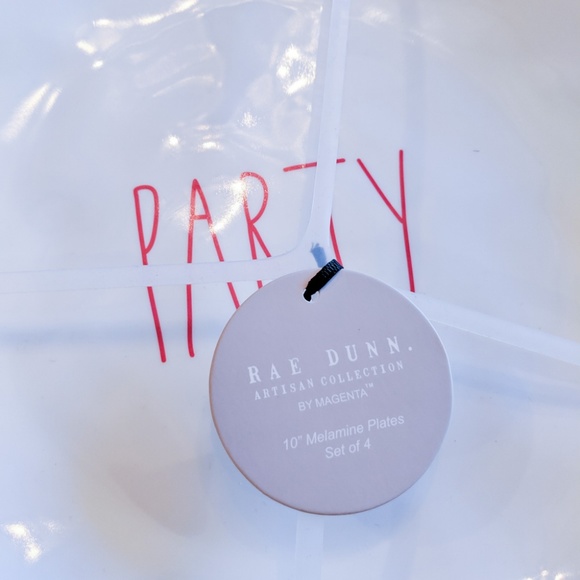 PARTY
RAE DUNN.
ARTISAN COLLECTION
BY MAGENTA™
10" Melamine Plates
Set of 4